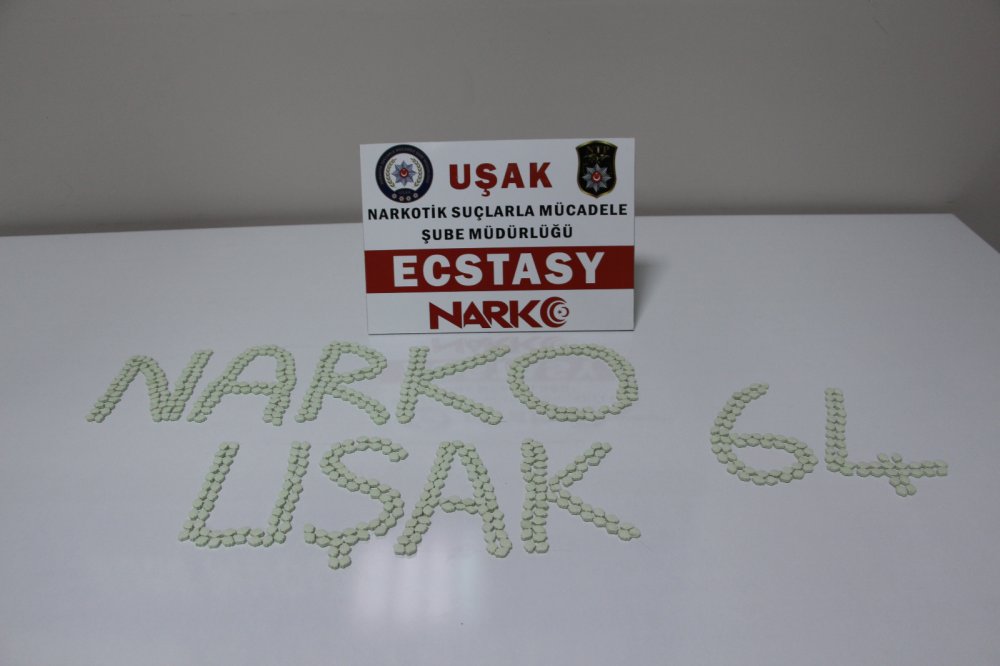 UŞAK
NARKOTİK SUÇLARLA MÜCADELE
ŞUBE MÜDÜRLÜĞÜ
ECSTASY
NARKO
NARKO
UŞAK
64